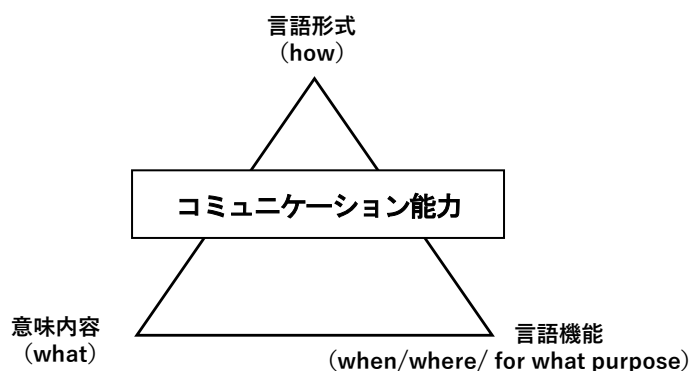 言語形式
（how）
コミュニケーション能力
意味内容
（what）
言語機能
（when/where/ for what purpose）